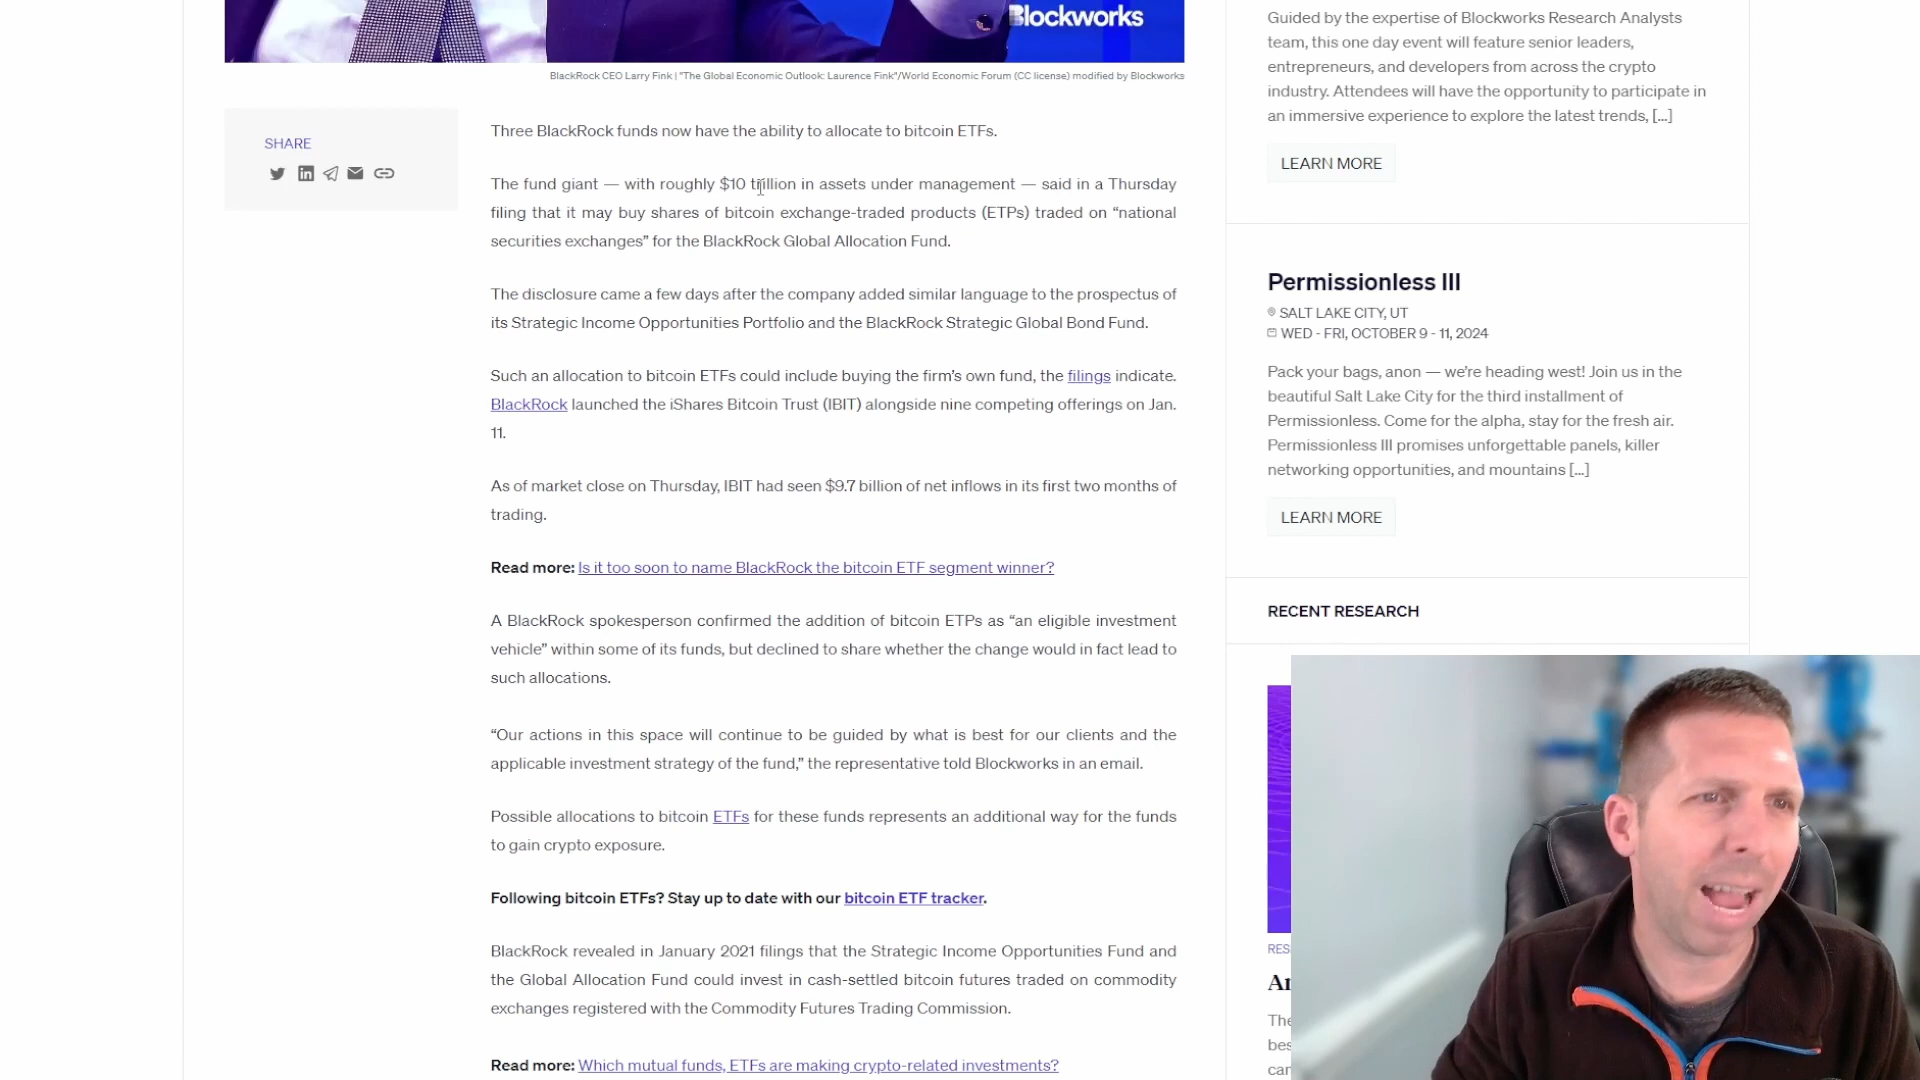 Blockworks
BlackRock CEO Larry Fink | "The Global Economic Outlook: Laurence Fink"/World Economic Forum (CC license) modified by Blockworks
SHARE
Three BlackRock funds now have the ability to allocate to bitcoin ETFs.
The fund giant — with roughly $10 trillion in assets under management — said in a Thursday
filing that it may buy shares of bitcoin exchange-traded products (ETPs) traded on “national
securities exchanges” for the BlackRock Global Allocation Fund.
The disclosure came a few days after the company added similar language to the prospectus of
its Strategic Income Opportunities Portfolio and the BlackRock Strategic Global Bond Fund.
Such an allocation to bitcoin ETFs could include buying the firm’s own fund, the filings indicate.
BlackRock launched the iShares Bitcoin Trust (IBIT) alongside nine competing offerings on Jan.
11.
As of market close on Thursday, IBIT had seen $9.7 billion of net inflows in its first two months of
trading.
Read more: Is it too soon to name BlackRock the bitcoin ETF segment winner?
A BlackRock spokesperson confirmed the addition of bitcoin ETPs as “an eligible investment
vehicle” within some of its funds, but declined to share whether the change would in fact lead to
such allocations.
“Our actions in this space will continue to be guided by what is best for our clients and the
applicable investment strategy of the fund,” the representative told Blockworks in an email.
Possible allocations to bitcoin ETFs for these funds represents an additional way for the funds
to gain crypto exposure.
Following bitcoin ETFs? Stay up to date with our bitcoin ETF tracker.
BlackRock revealed in January 2021 filings that the Strategic Income Opportunities Fund and
the Global Allocation Fund could invest in cash-settled bitcoin futures traded on commodity
exchanges registered with the Commodity Futures Trading Commission.
Read more: Which mutual funds, ETFs are making crypto-related investments?
Guided by the expertise of Blockworks Research Analysts
team, this one day event will feature senior leaders,
entrepreneurs, and developers from across the crypto
industry. Attendees will have the opportunity to participate in
an immersive experience to explore the latest trends, [...]
LEARN MORE
Permissionless III
SALT LAKE CITY, UT
WED - FRI, OCTOBER 9 - 11, 2024
Pack your bags, anon — we’re heading west! Join us in the
beautiful Salt Lake City for the third installment of
Permissionless. Come for the alpha, stay for the fresh air.
Permissionless III promises unforgettable panels, killer
networking opportunities, and mountains [...]
LEARN MORE
RECENT RESEARCH